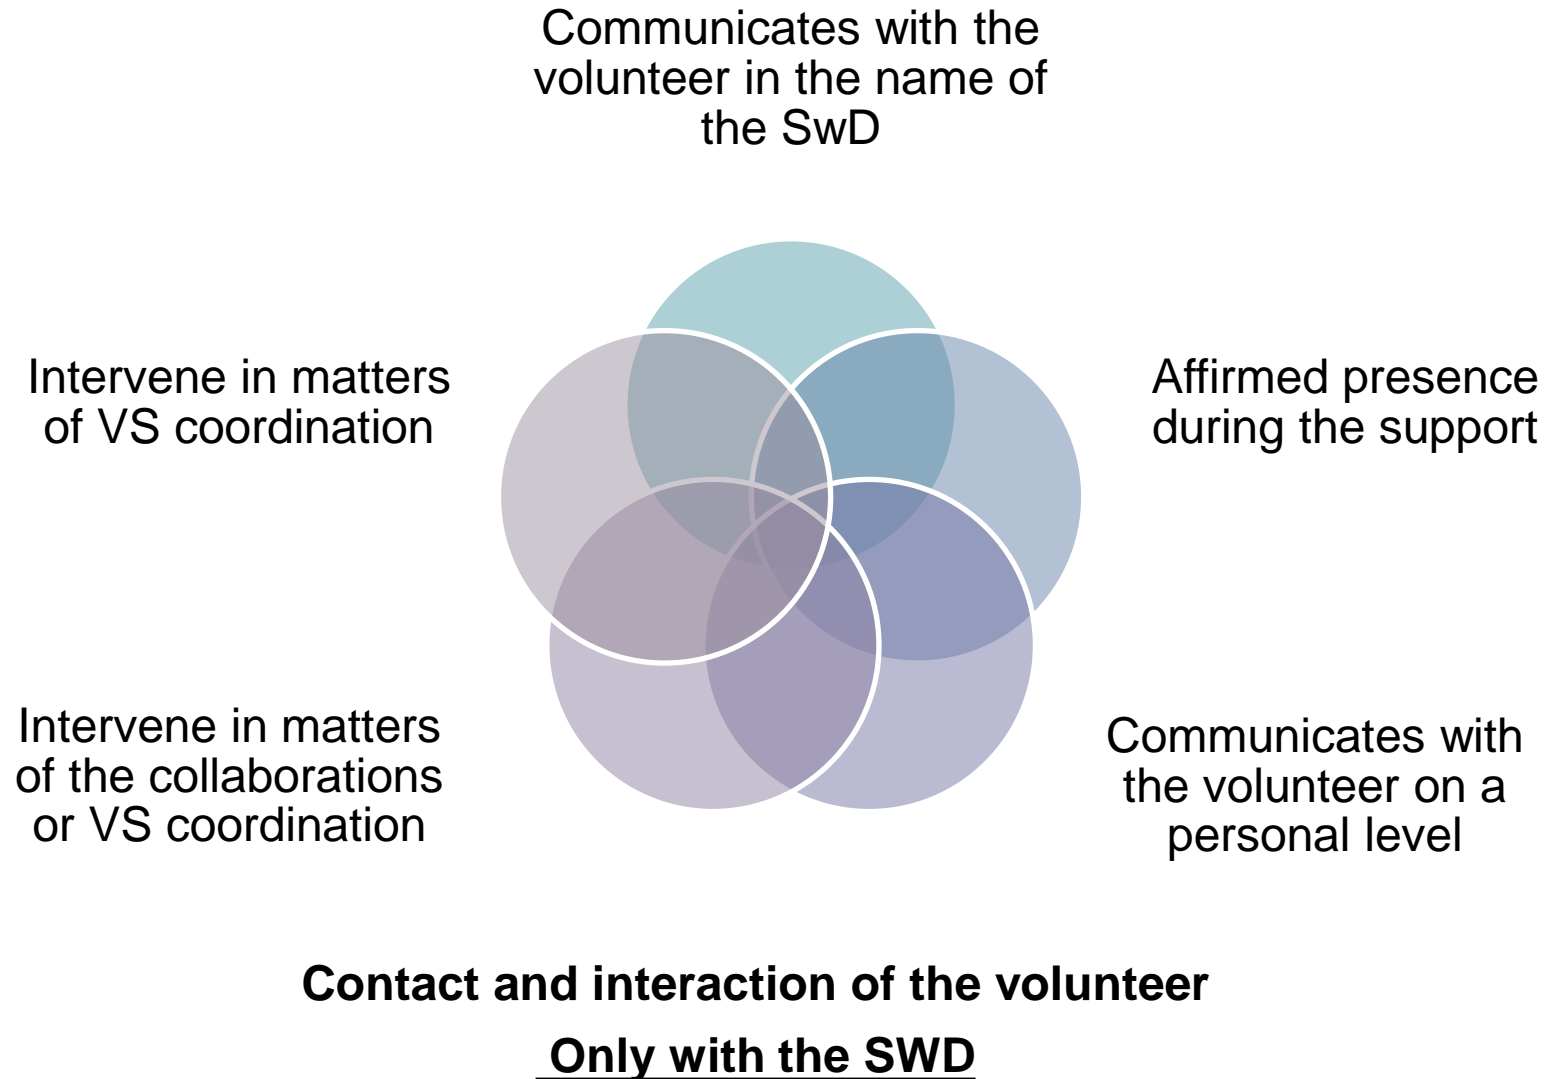 Communicates with the
volunteer in the name of
the SwD
Intervene in matters
of VS coordination
Affirmed presence
during the support
Intervene in matters
of the collaborations
or VS coordination
Communicates with
the volunteer on a
personal level
Contact and interaction of the volunteer
Only with the SWD